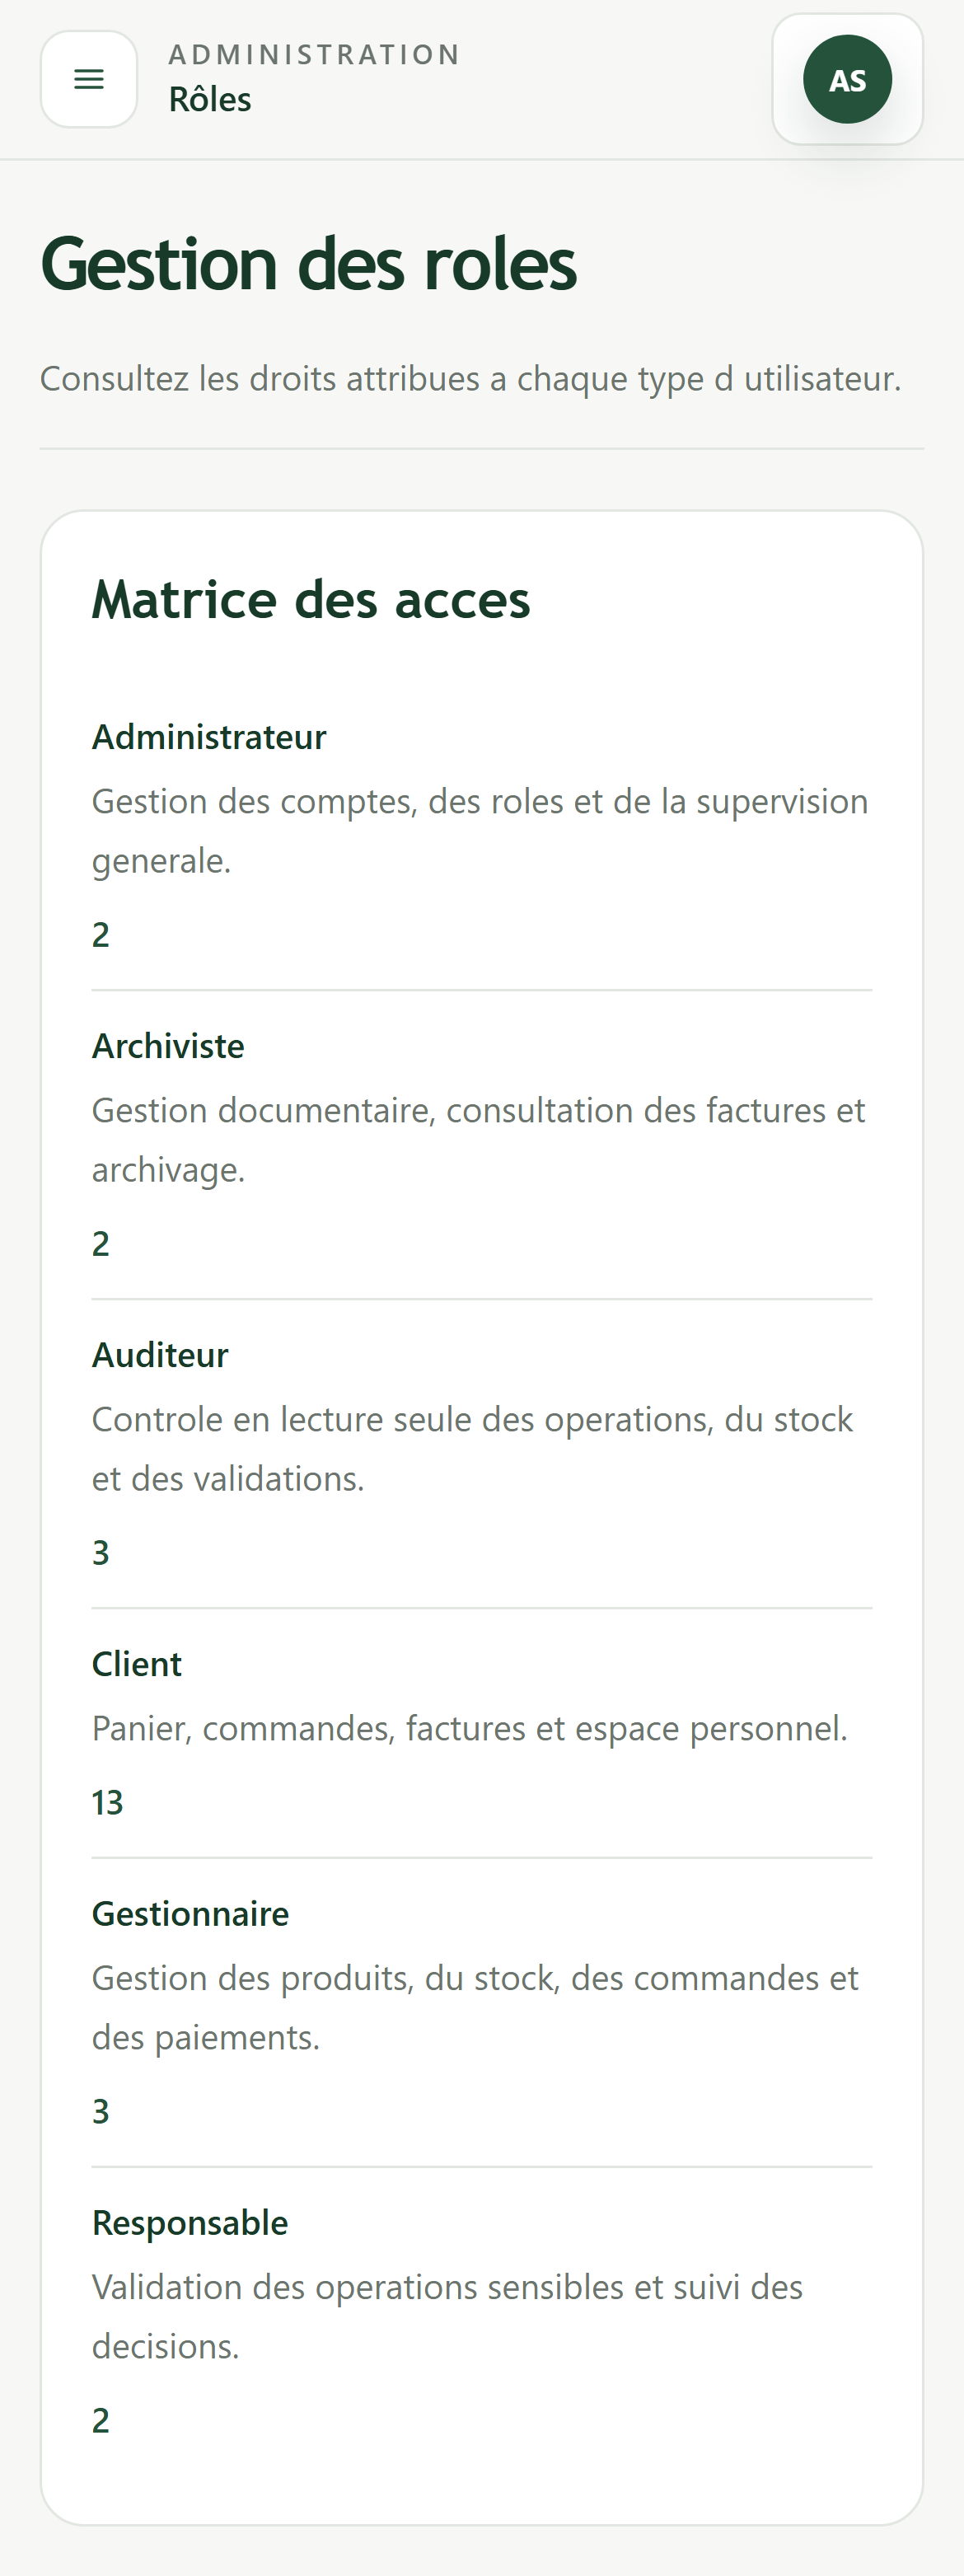 ADMINISTRATION
Rôles
AS
Gestion des roles
Consultez les droits attribues a chaque type d utilisateur.
Matrice des acces
Administrateur
Gestion des comptes, des roles et de la supervision
generale.
2
Archiviste
Gestion documentaire, consultation des factures et
archivage.
2
Auditeur
Controle en lecture seule des operations, du stock
et des validations.
3
Client
Panier, commandes, factures et espace personnel.
13
Gestionnaire
Gestion des produits, du stock, des commandes et
des paiements.
3
Responsable
Validation des operations sensibles et suivi des
decisions.
2